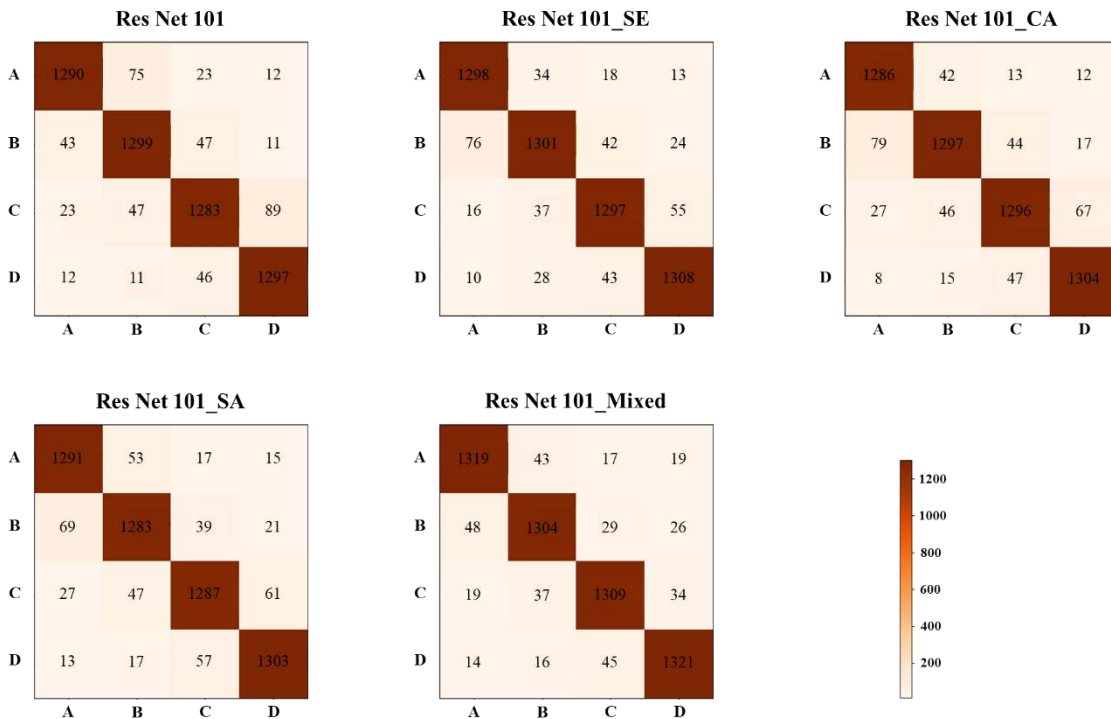 Res Net 101
A 1290 75 23 12
B 43 1299 47 11
C 23 47 1283 89
D 12 11 46 1297
A B C D
Res Net 101_SE
A 1298 34 18 13
B 76 1301 42 24
C 16 37 1297 55
D 10 28 43 1308
A B C D
Res Net 101_CA
A 1286 42 13 12
B 79 1297 44 17
C 27 46 1296 67
D 8 15 47 1304
A B C D
Res Net 101_SA
A 1291 53 17 15
B 69 1283 39 21
C 27 47 1287 61
D 13 17 57 1303
A B C D
Res Net 101_Mixed
A 1319 43 17 19
B 48 1304 29 26
C 19 37 1309 34
D 14 16 45 1321
A B C D
1200
1000
800
600
400
200